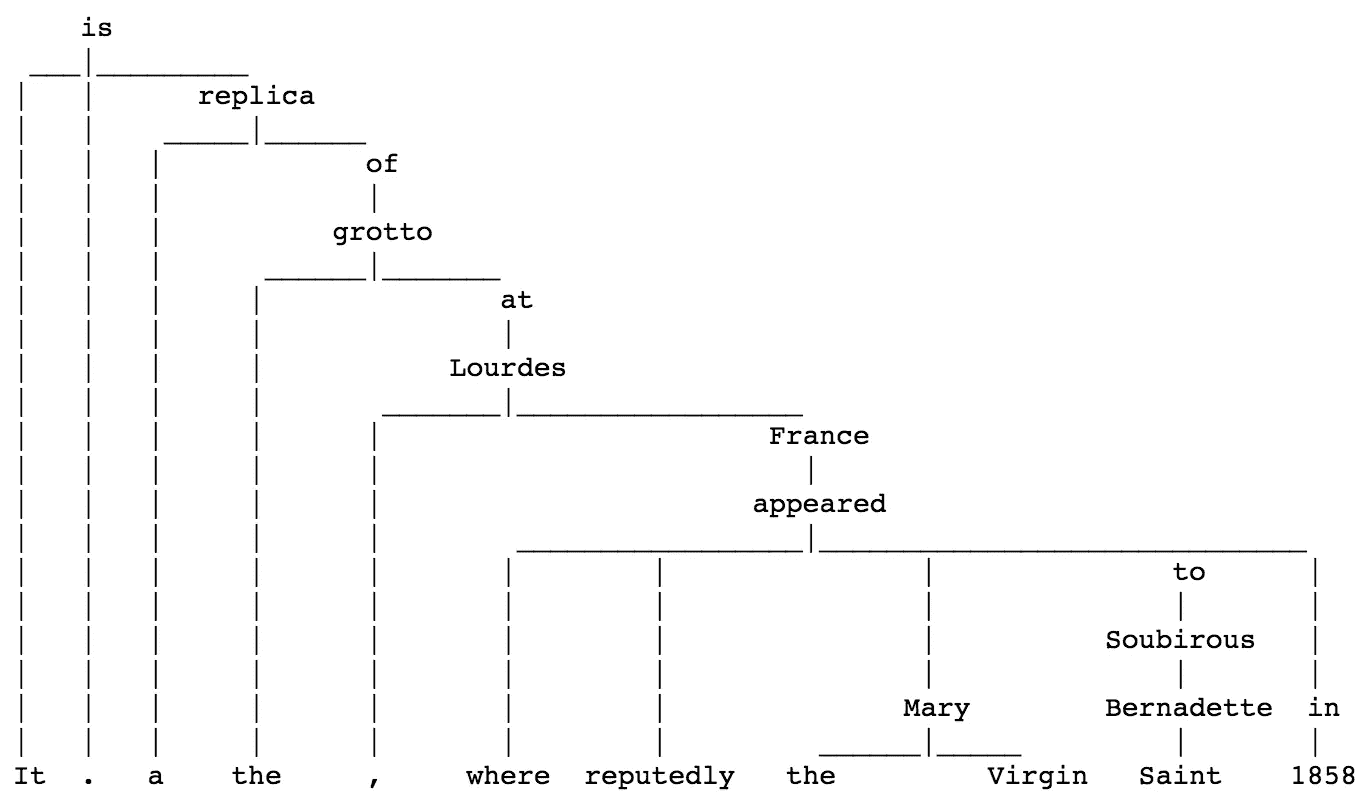 is
replica
of
grotto
at
Lourdes
France
appeared
to
Soubirous
Mary Bernadette in
It . a the , where reputedly the Virgin Saint 1858